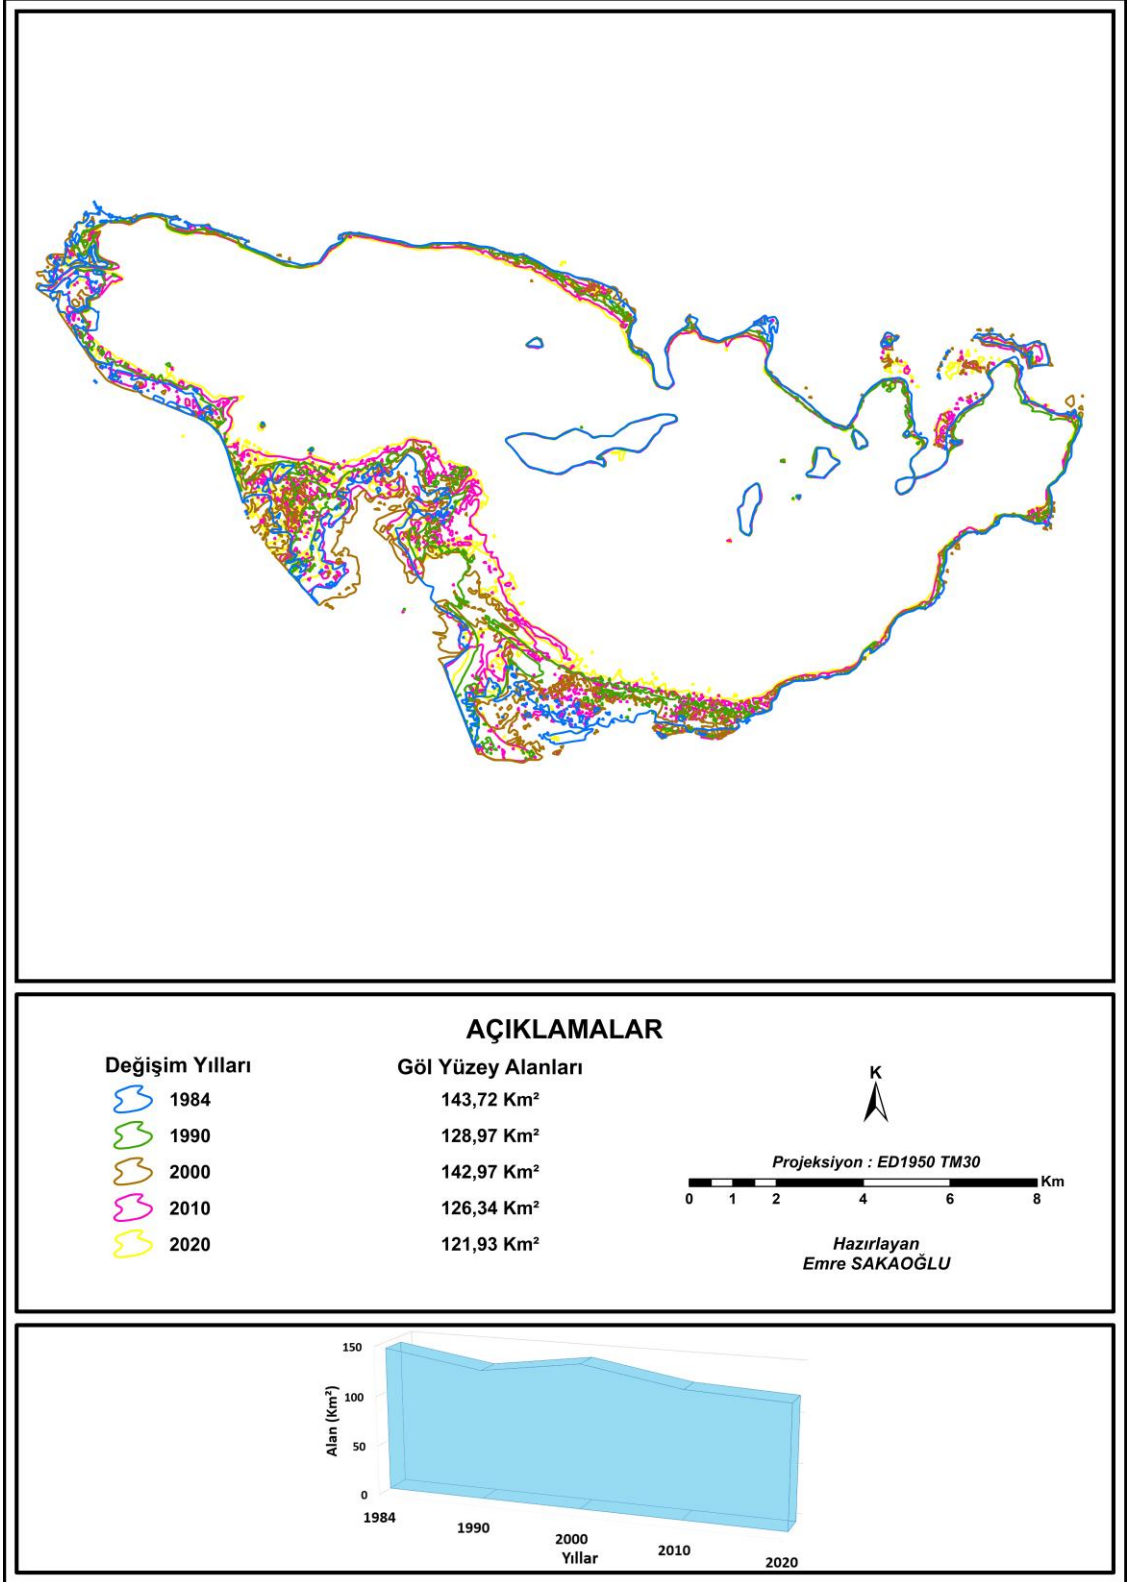 AÇIKLAMALAR
Değişim Yılları
Göl Yüzey Alanları
1984
143,72 Km²
1990
128,97 Km²
2000
142,97 Km²
2010
126,34 Km²
2020
121,93 Km²
K
Projeksiyon : ED1950 TM30
Km
0 1 2 4 6 8
Hazırlayan
Emre SAKAOĞLU
150
100
50
0
Alan (Km²)
1984
1990
2000
2010
2020
Yıllar